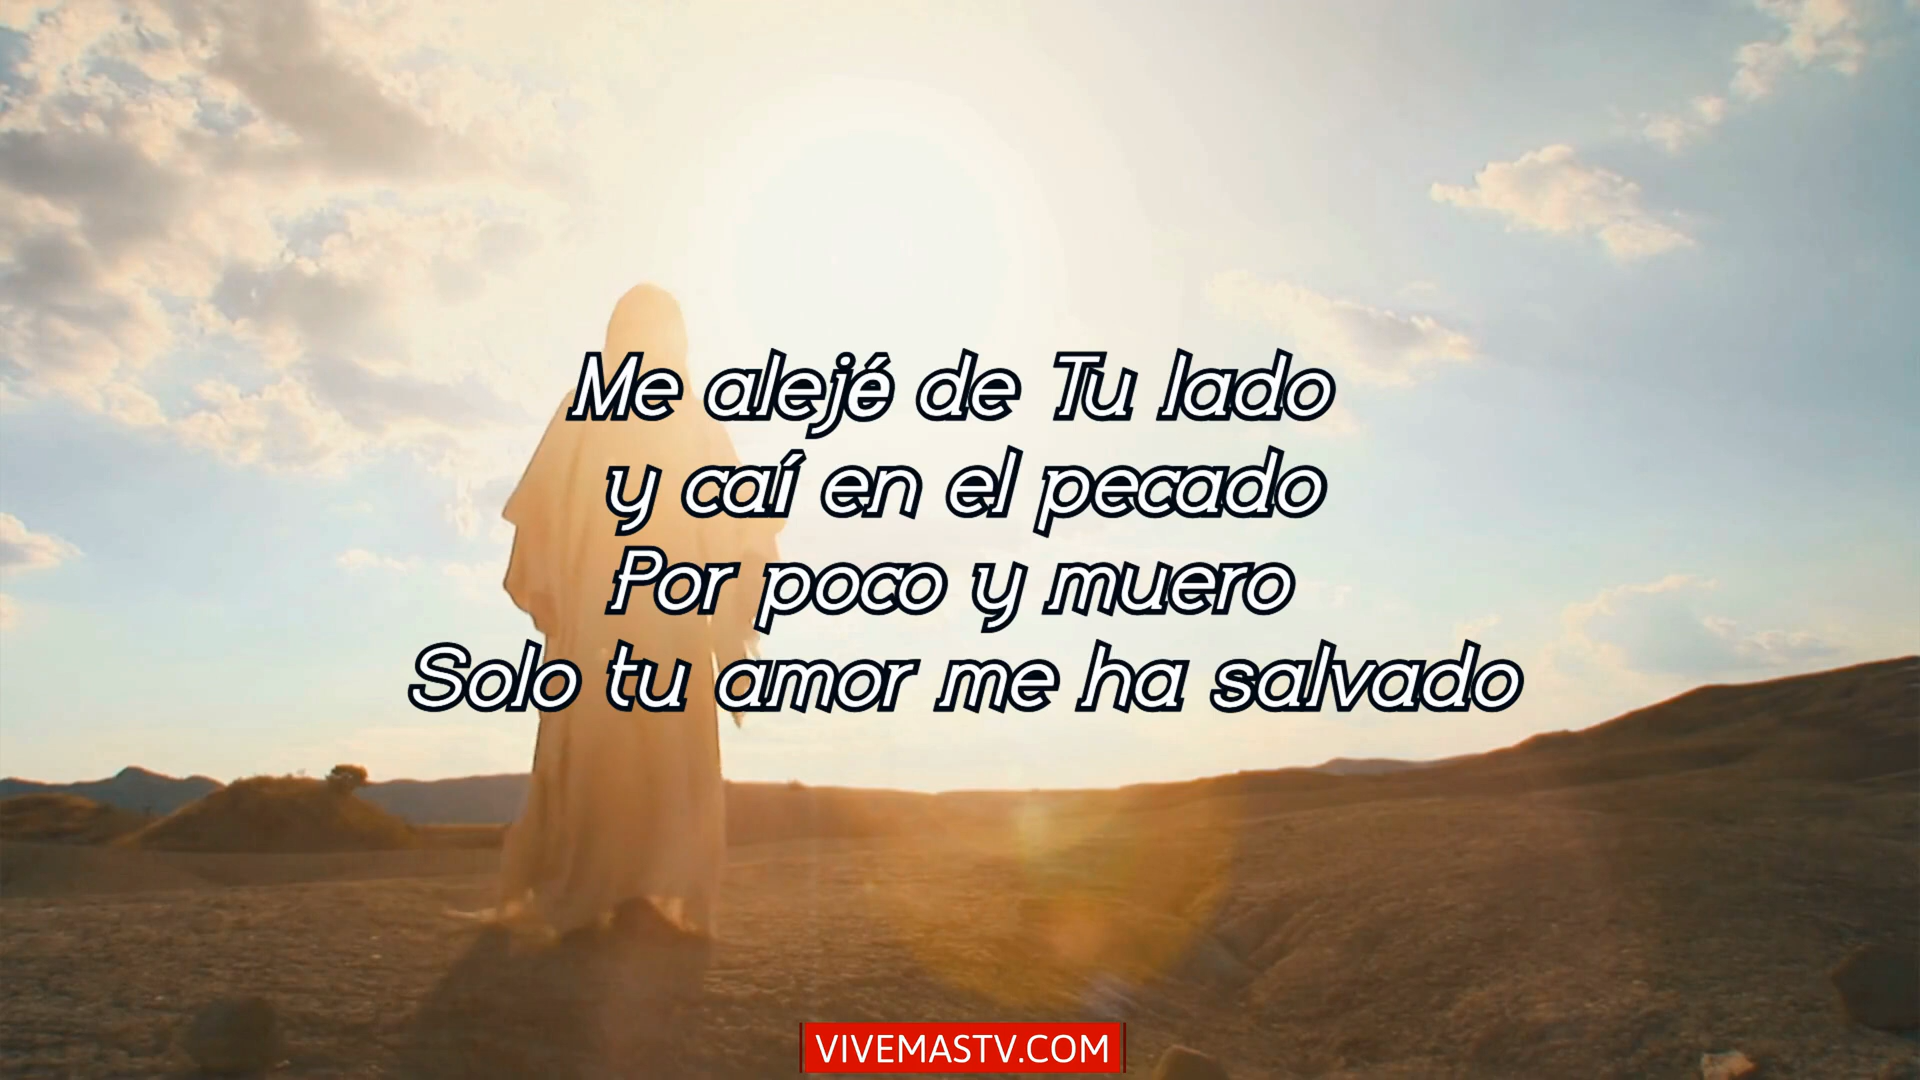 Me alejé de Tu lado
y caí en el pecado
Por poco y muero
Solo tu amor me ha salvado
VIVEMASTV.COM